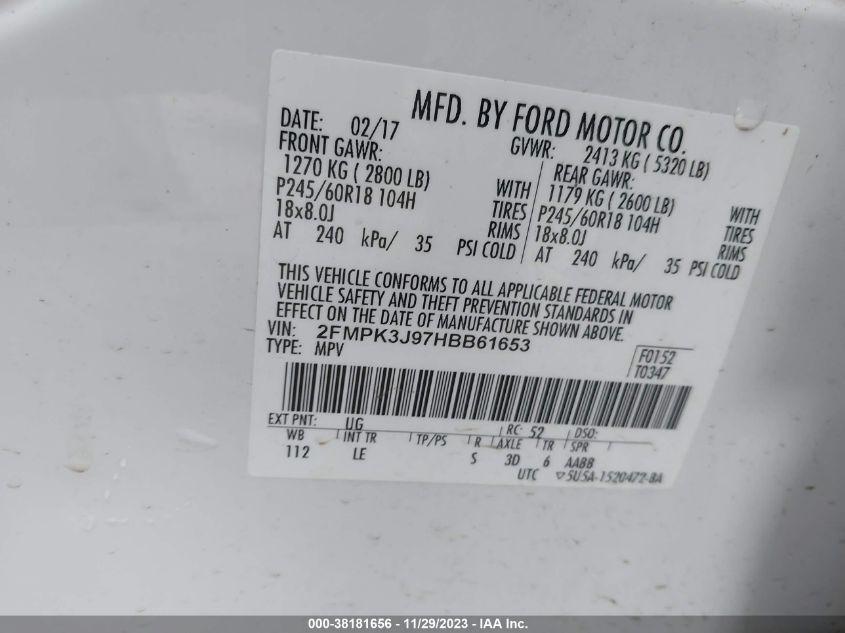 MFD. BY FORD MOTOR CO.
DATE: 02/17 GVWR: 2413 KG ( 5320 LB)
FRONT GAWR: REAR GAWR:
1270 KG ( 2800 LB) WITH 1179 KG ( 2600 LB) WITH
P245/60R18 104H TIRES P245/60R18 104H TIRES
18x8.0J RIMS 18x8.0J RIMS
AT 240 kPa/ 35 PSI COLD AT 240 kPa/ 35 PSI COLD
THIS VEHICLE CONFORMS TO ALL APPLICABLE FEDERAL MOTOR
VEHICLE SAFETY AND THEFT PREVENTION STANDARDS IN
EFFECT ON THE DATE OF MANUFACTURE SHOWN ABOVE.
VIN: 2FMPK3J97HBB61653
TYPE: MPV F0152
T0347
EXT PNT: UG RC: 52 DSO:
WB INT TR TP/PS R AXLE TR SPR
112 LE S 3D 6 AABB
UTC ▽5U5A-1520472-BA
000-38181656 - 11/29/2023 - IAA Inc.